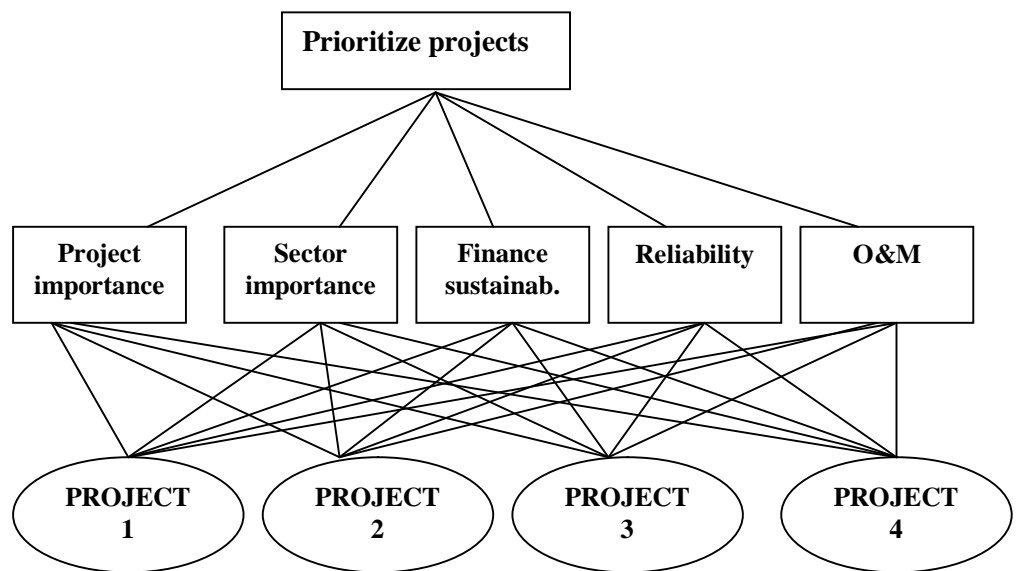 Prioritize projects
Project
importance
Sector
importance
Finance
sustainab.
Reliability
O&M
PROJECT
1
PROJECT
2
PROJECT
3
PROJECT
4